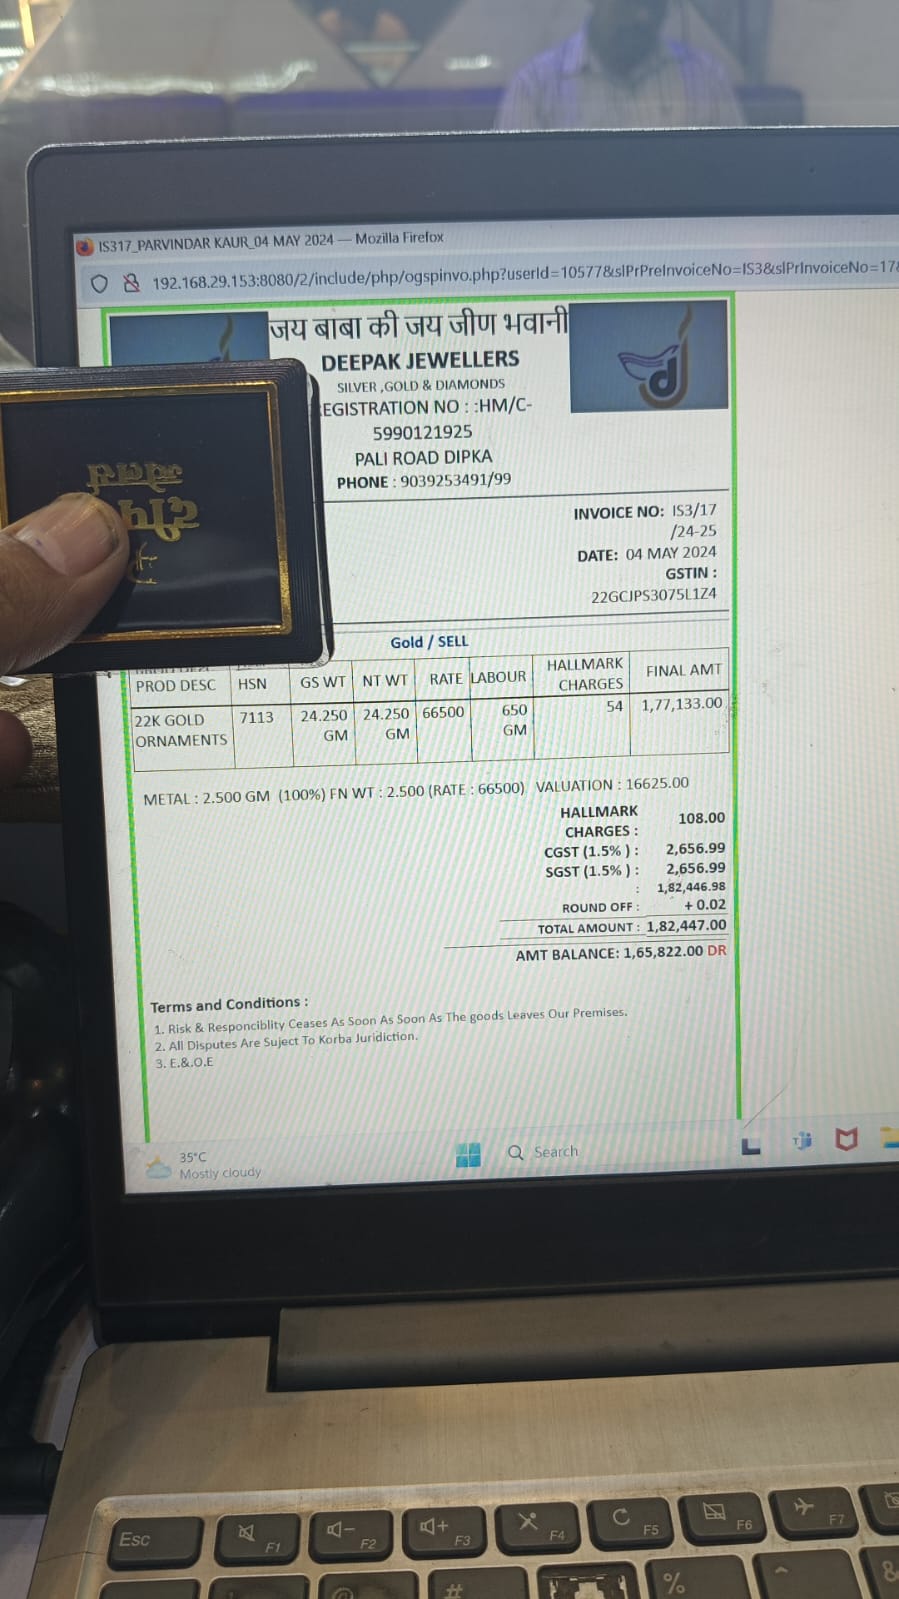 IS317_PARVINDAR KAUR_04 MAY 2024 — Mozilla Firefox
192.168.29.153:8080/2/include/php/ogspinvo.php?userId=10577&slPrPreInvoiceNo=IS3&slPrInvoiceNo=17&
जय बाबा की जय जीण भवानी
DEEPAK JEWELLERS
SILVER ,GOLD & DIAMONDS
EGISTRATION NO : :HM/C-
5990121925
PALI ROAD DIPKA
PHONE : 9039253491/99
INVOICE NO: IS3/17
/24-25
DATE: 04 MAY 2024
GSTIN :
22GCJPS3075L1Z4
Gold / SELL
PROD DESC HSN GS WT NT WT RATE LABOUR HALLMARK CHARGES FINAL AMT
22K GOLD ORNAMENTS 7113 24.250 GM 24.250 GM 66500 650 GM 54 1,77,133.00
METAL : 2.500 GM (100%) FN WT : 2.500 (RATE : 66500) VALUATION : 16625.00
HALLMARK
CHARGES : 108.00
CGST (1.5% ) : 2,656.99
SGST (1.5% ) : 2,656.99
: 1,82,446.98
ROUND OFF : + 0.02
TOTAL AMOUNT : 1,82,447.00
AMT BALANCE: 1,65,822.00 DR
Terms and Conditions :
1. Risk & Responciblity Ceases As Soon As Soon As The goods Leaves Our Premises.
2. All Disputes Are Suject To Korba Juridiction.
3. E.&.O.E
35°C
Mostly cloudy
Search
Esc F1 F2 F3 F4 F5 F6 F7
# % ^ &